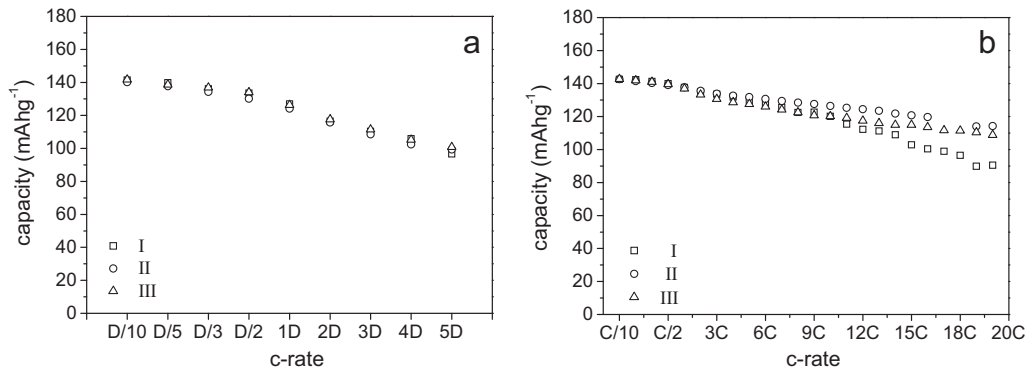 a
180
160
140
120
100
80
60
40
20
0
capacity (mAhg⁻¹)
I
II
III
D/10 D/5 D/3 D/2 1D 2D 3D 4D 5D
c-rate
b
180
160
140
120
100
80
60
40
20
0
capacity (mAhg⁻¹)
I
II
III
C/10 C/2 3C 6C 9C 12C 15C 18C 20C
c-rate